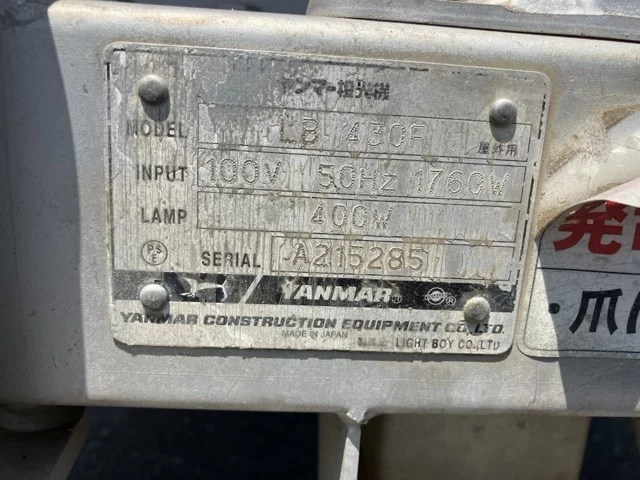 ヤンマー投光機
MODEL LB 430F 屋外用
INPUT 100V 50Hz 1760W
LAMP 400W
SERIAL A215285
YANMAR®
YANMAR CONSTRUCTION EQUIPMENT CO., LTD.
MADE IN JAPAN
LIGHT BOY CO., LTD
発
・爪